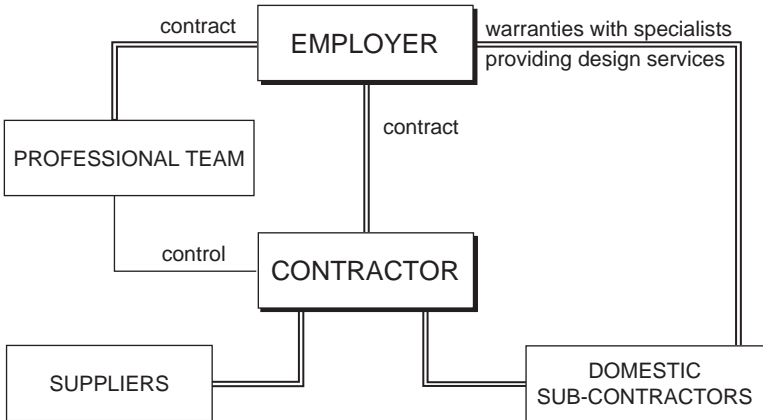 contract
EMPLOYER
warranties with specialists
providing design services
contract
PROFESSIONAL TEAM
control
CONTRACTOR
SUPPLIERS
DOMESTIC
SUB-CONTRACTORS